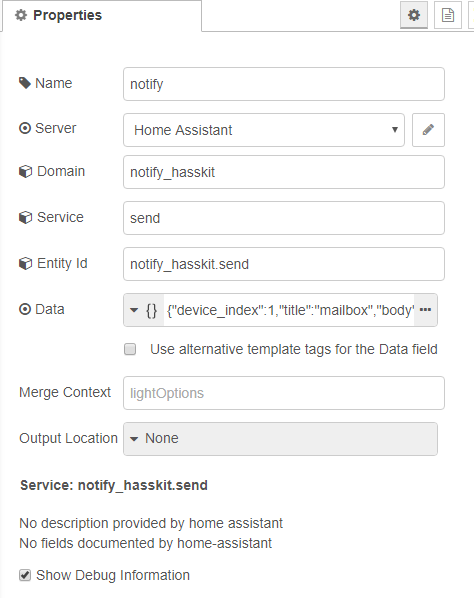 Properties
Name notify
Server Home Assistant
Domain notify_hasskit
Service send
Entity Id notify_hasskit.send
Data {} {"device_index":1,"title":"mailbox","body" ...
Use alternative template tags for the Data field
Merge Context lightOptions
Output Location None
Service: notify_hasskit.send
No description provided by home assistant
No fields documented by home-assistant
Show Debug Information